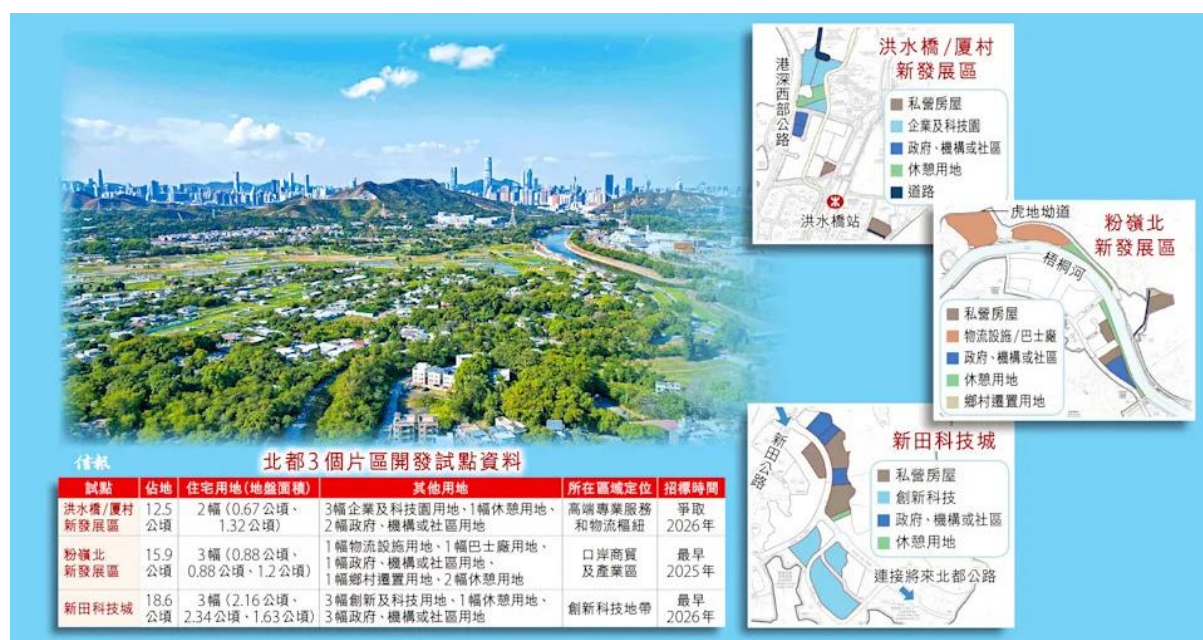 洪水橋/厦村
新發展區
港深西部公路
私營房屋
企業及科技園
政府、機構或社區
休憩用地
道路
洪水橋站
虎地坳道
粉嶺北
新發展區
梧桐河
私營房屋
物流設施/巴士廠
政府、機構或社區
休憩用地
鄉村遷置用地
新田科技城
新田公路
私營房屋
創新科技
政府、機構或社區
休憩用地
連接將來北都公路
信報
北都3個片區開發試點資料
試點 佔地 住宅用地(地盤面積) 其他用地 所在區域定位 招標時間
洪水橋/厦村
新發展區
12.5
公頃
2幅(0.67公頃、
1.32公頃)
3幅企業及科技園用地、1幅休憩用地、
2幅政府、機構或社區用地
高端專業服務
和物流樞紐
爭取
2026年
粉嶺北
新發展區
15.9
公頃
3幅(0.88公頃、
0.88公頃、1.2公頃)
1幅物流設施用地、1幅巴士廠用地、
1幅政府、機構或社區用地、
1幅鄉村遷置用地、2幅休憩用地
口岸商貿
及產業區
最早
2025年
新田科技城
18.6
公頃
3幅(2.16公頃、
2.34公頃、1.63公頃)
3幅創新及科技用地、1幅休憩用地、
3幅政府、機構或社區用地
創新科技地帶
最早
2026年